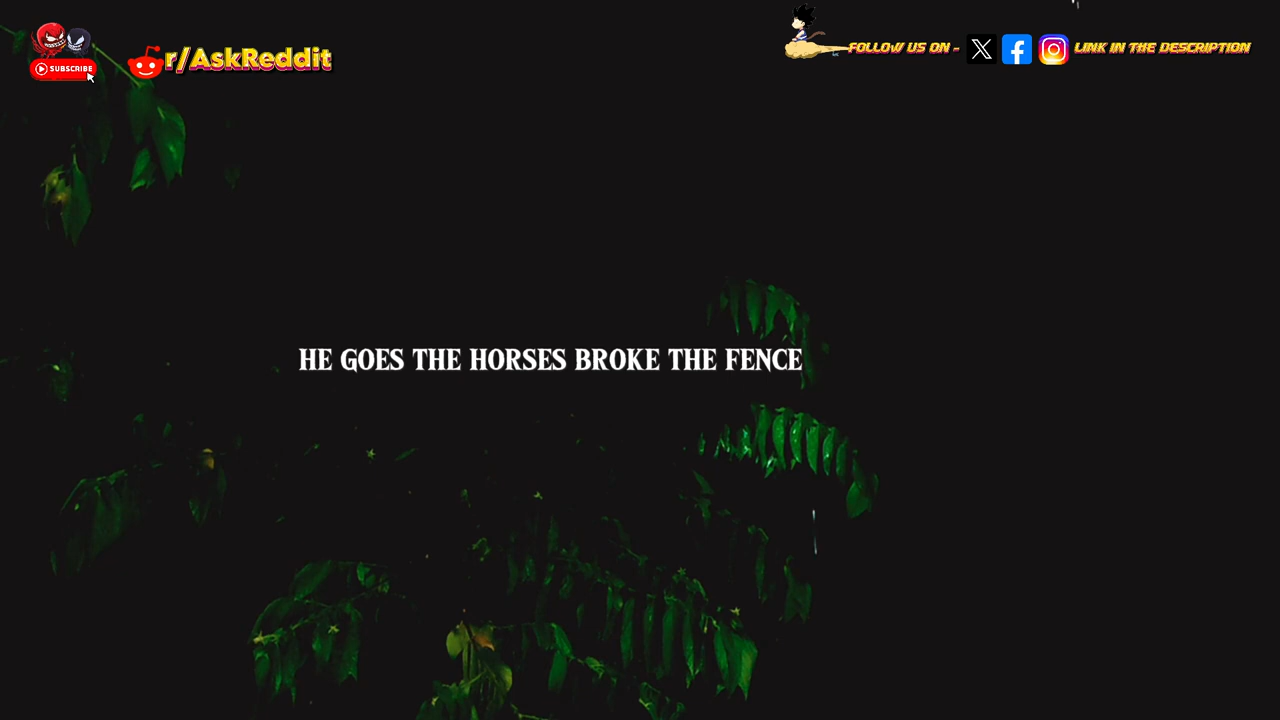 SUBSCRIBE
r/AskReddit
FOLLOW US ON -
LINK IN THE DESCRIPTION
HE GOES THE HORSES BROKE THE FENCE